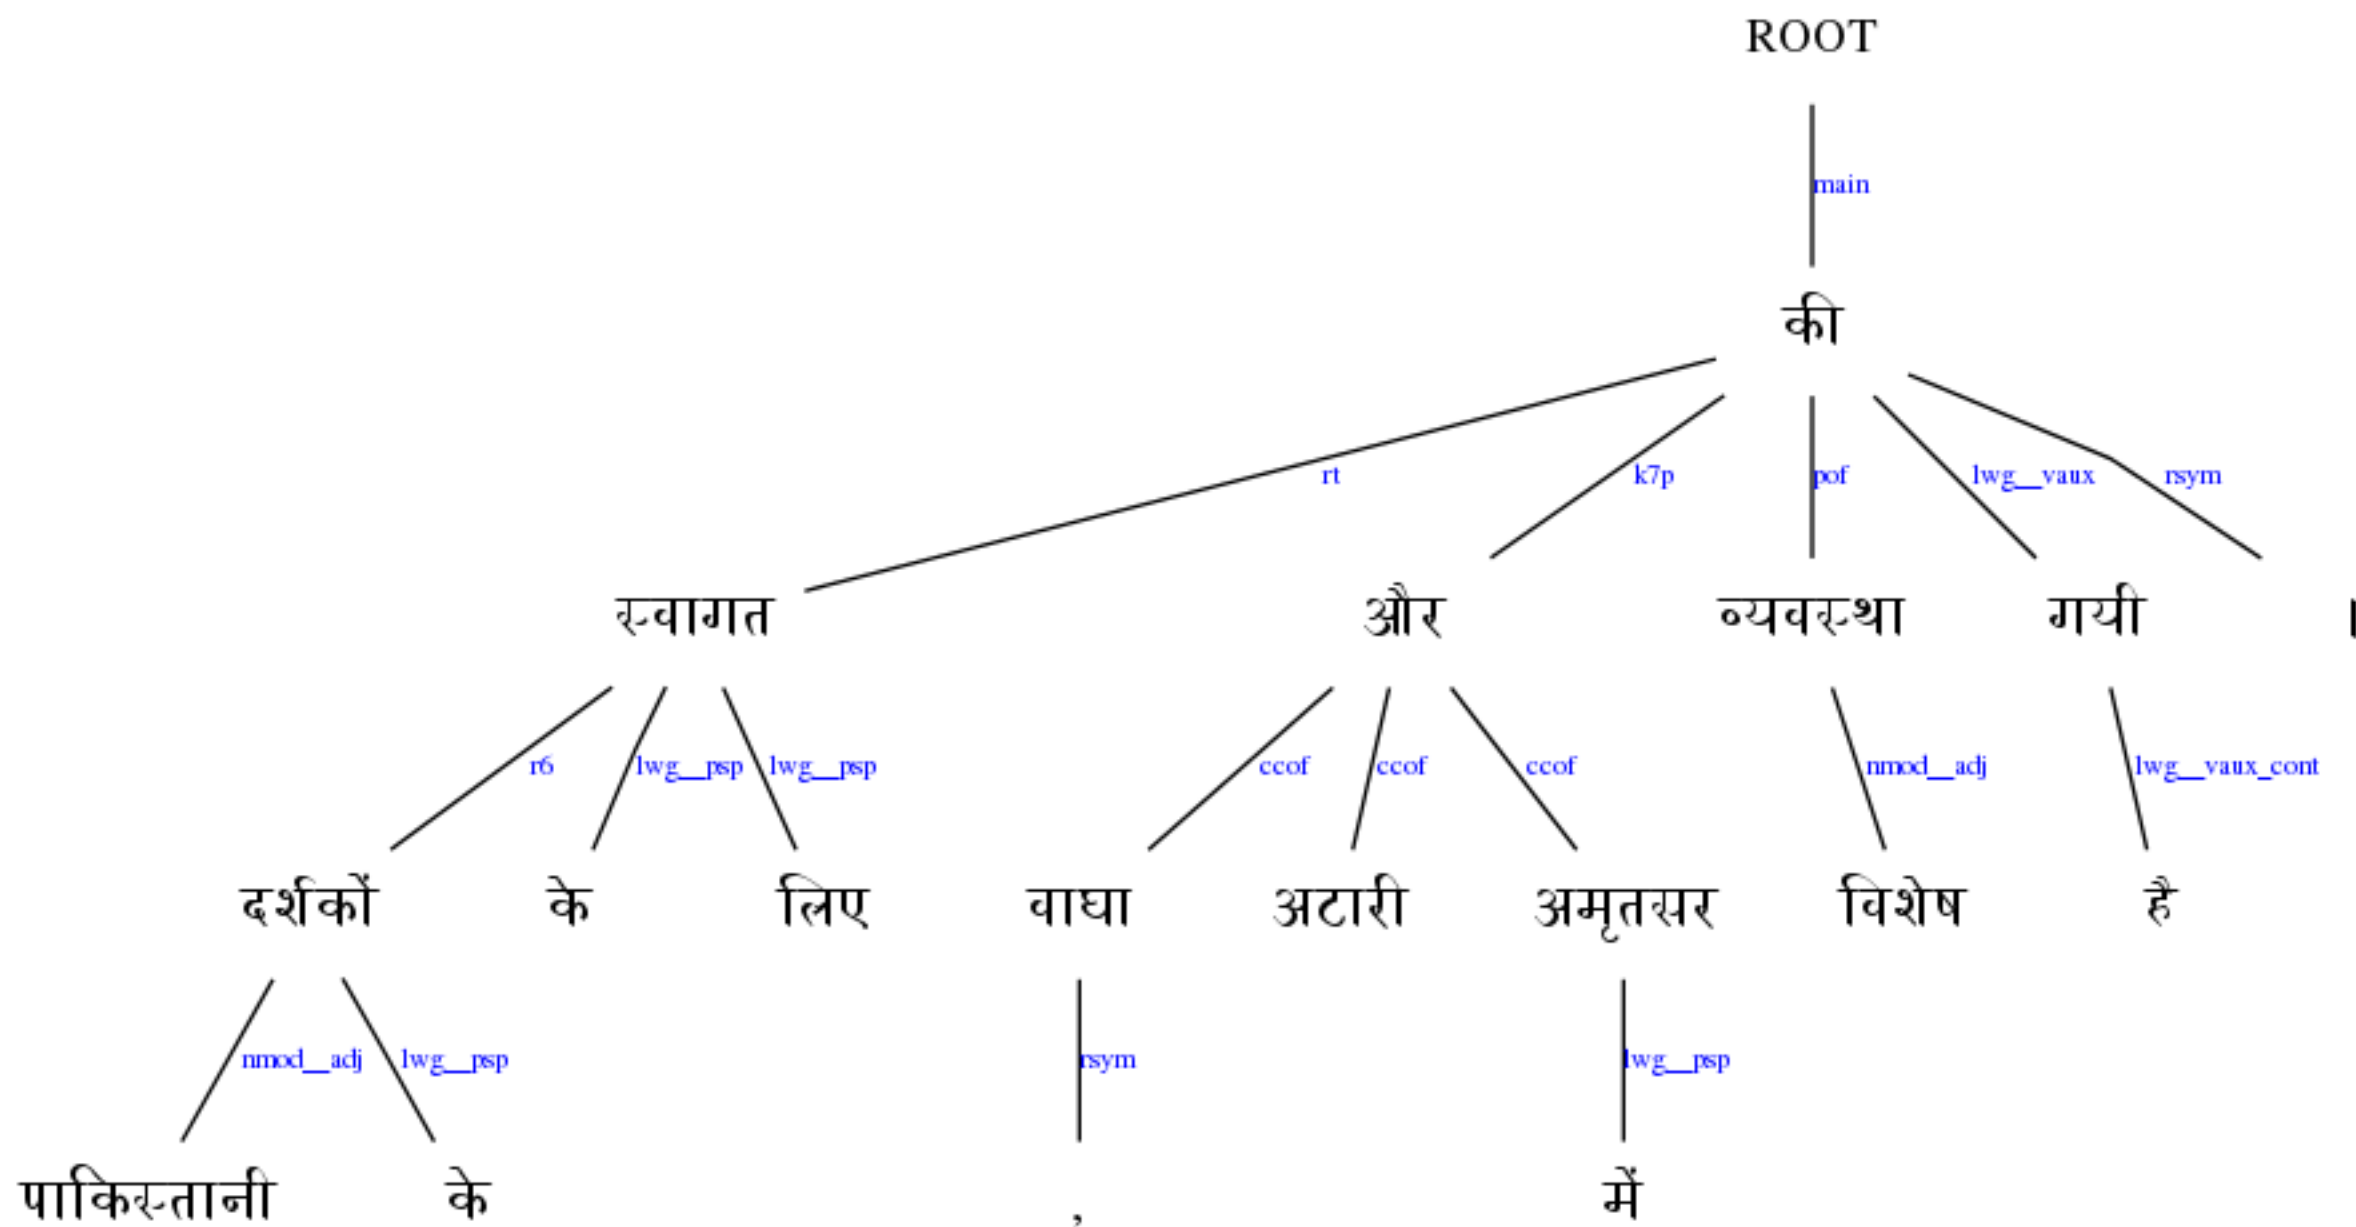 ROOT
main
की
rt k7p pof lwg__vaux rsym
स्वागत और व्यवस्था गयी ।
r6 lwg__psp lwg__psp ccof ccof ccof nmod__adj lwg__vaux_cont
दर्शकों के लिए वाघा अटारी अमृतसर विशेष है
nmod__adj lwg__psp rsym lwg__psp
पाकिस्तानी के , में